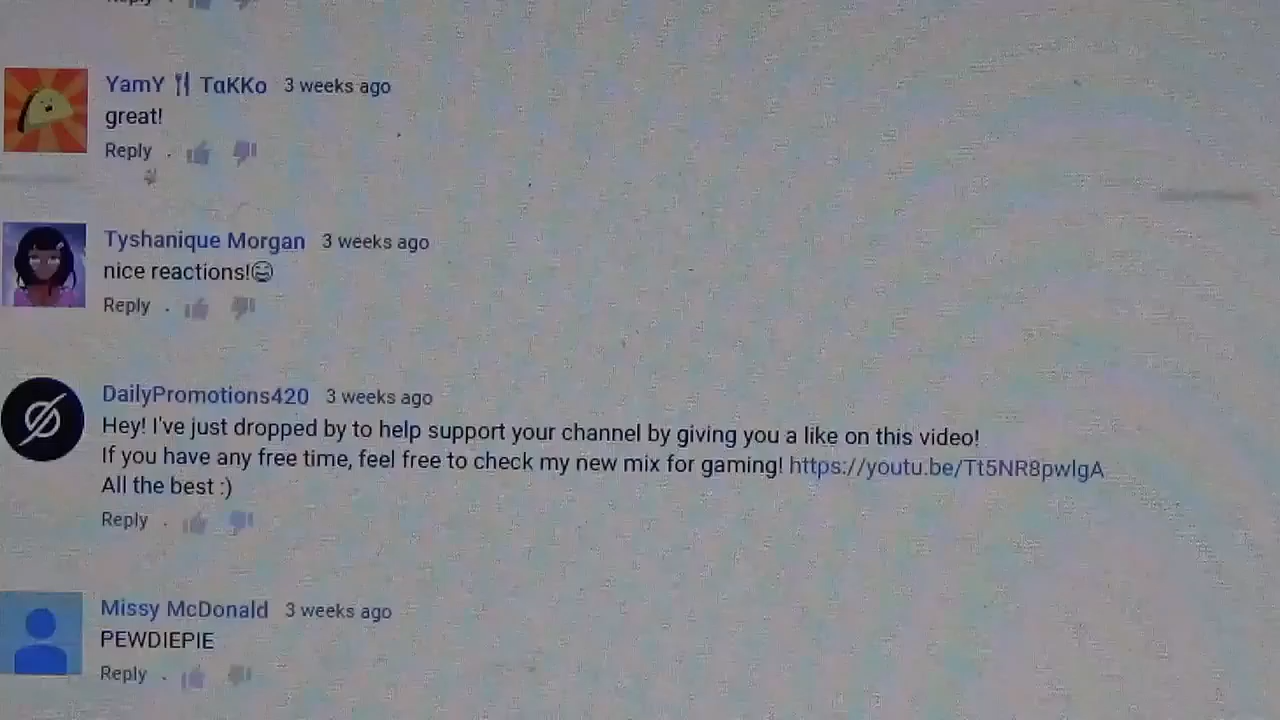 YamY 🍴 TαKKo 3 weeks ago
great!
Reply .
Tyshanique Morgan 3 weeks ago
nice reactions!😄
Reply .
DailyPromotions420 3 weeks ago
Hey! I've just dropped by to help support your channel by giving you a like on this video!
If you have any free time, feel free to check my new mix for gaming! https://youtu.be/Tt5NR8pwlgA
All the best :)
Reply .
Missy McDonald 3 weeks ago
PEWDIEPIE
Reply .